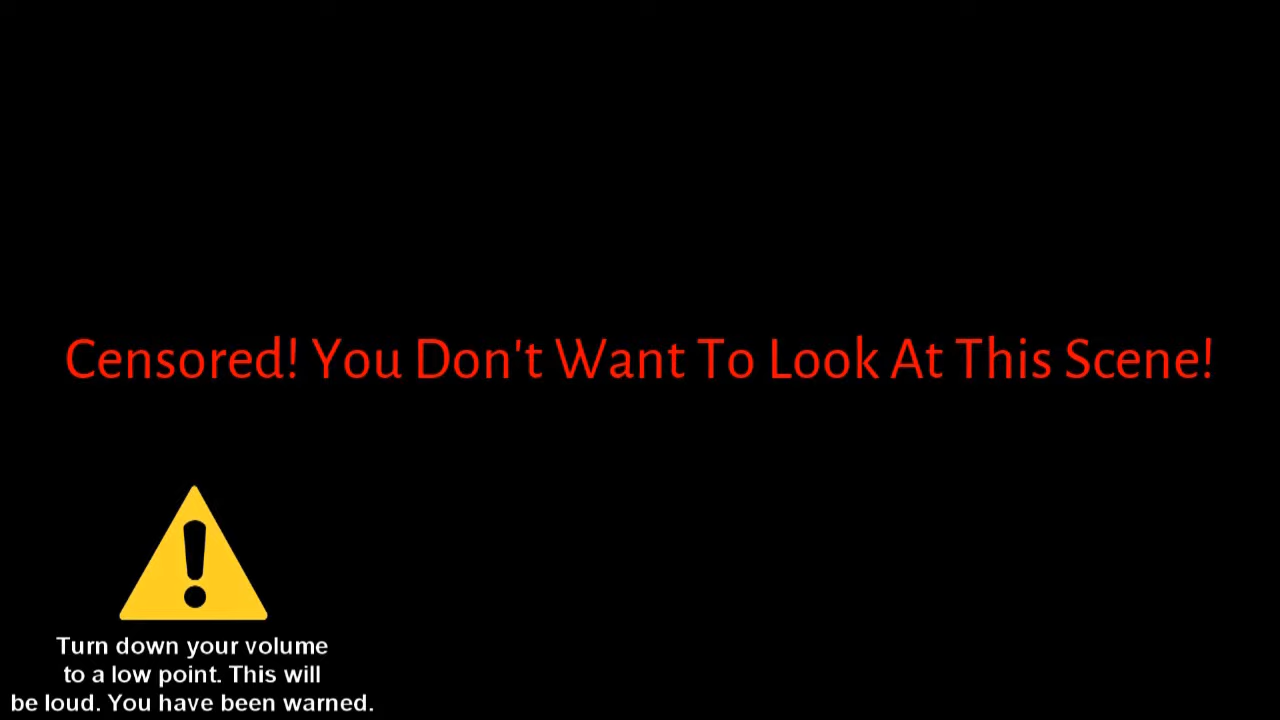 Censored! You Don't Want To Look At This Scene!
Turn down your volume
to a low point. This will
be loud. You have been warned.